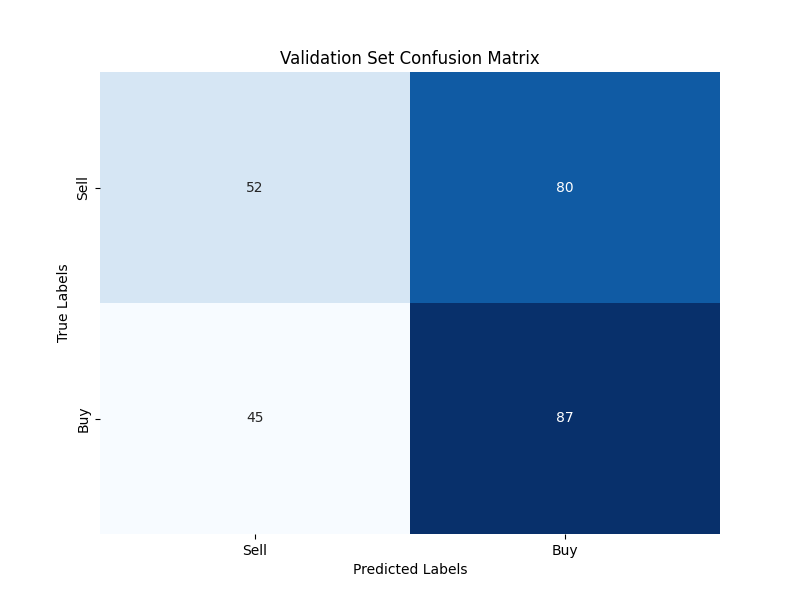 Validation Set Confusion Matrix
Sell
52
80
True Labels
Buy
45
87
Sell
Buy
Predicted Labels